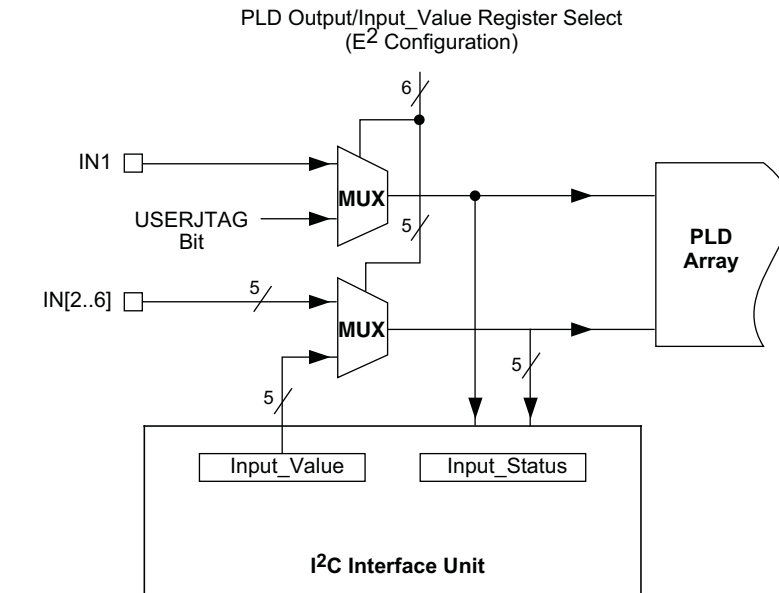 PLD Output/Input_Value Register Select
(E2 Configuration)
6
IN1
MUX
USERJTAG
Bit
5
PLD
Array
IN[2..6]
5
MUX
5
5
Input_Value
Input_Status
I2C Interface Unit